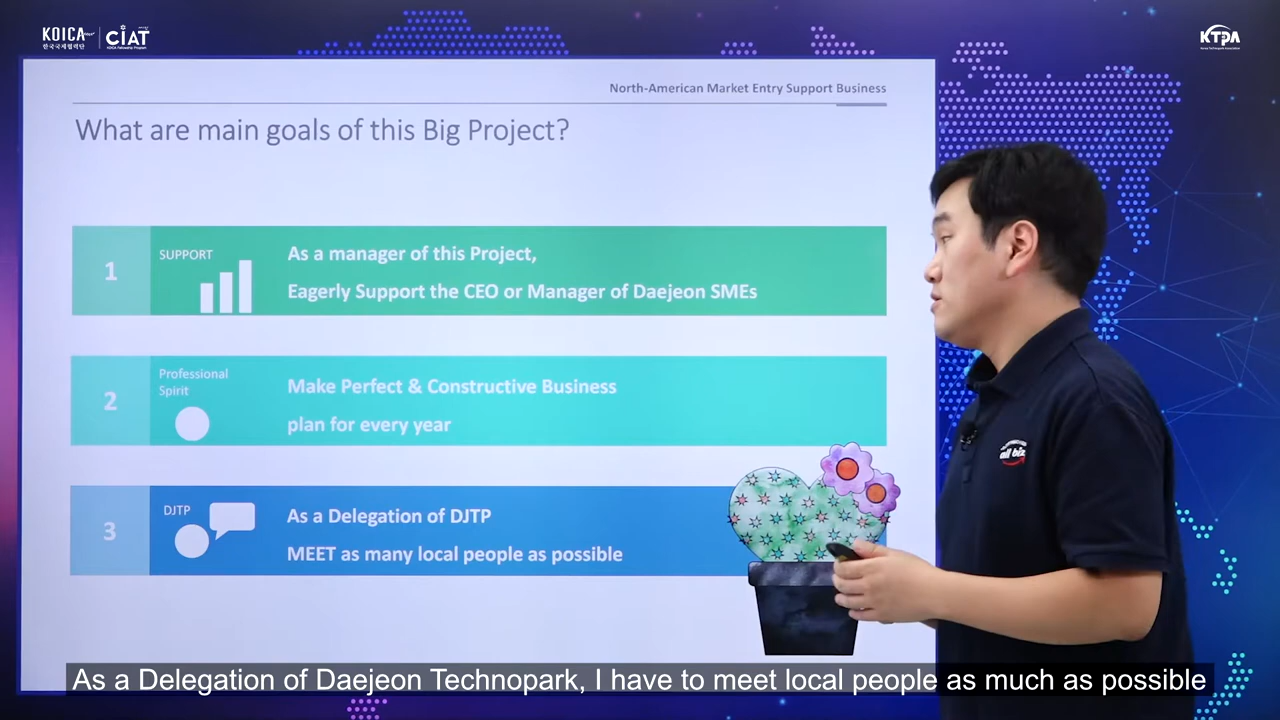 KOICA
한국국제협력단
CIAT
KOICA Fellowship Program
KTPA
Korea Technopark Association
North-American Market Entry Support Business
What are main goals of this Big Project?
1
SUPPORT
As a manager of this Project,
Eagerly Support the CEO or Manager of Daejeon SMEs
2
Professional
Spirit
Make Perfect & Constructive Business
plan for every year
3
DJTP
As a Delegation of DJTP
MEET as many local people as possible
all biz
As a Delegation of Daejeon Technopark, I have to meet local people as much as possible